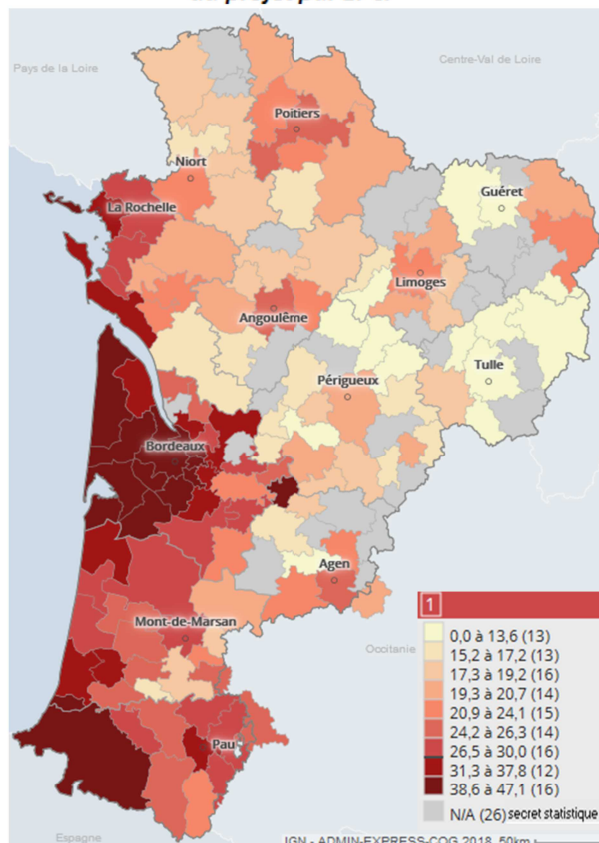 Pays de la Loire
Centre-Val de Loire
Poitiers
Niort
La Rochelle
Guéret
Limoges
Angoulême
Tulle
Périgueux
Bordeaux
Agen
Mont-de-Marsan
Occitanie
Pau
Espagne
1
0,0 à 13,6 (13)
15,2 à 17,2 (13)
17,3 à 19,2 (16)
19,3 à 20,7 (14)
20,9 à 24,1 (15)
24,2 à 26,3 (14)
26,5 à 30,0 (16)
31,3 à 37,8 (12)
38,6 à 47,1 (16)
N/A (26) secret statistique
IGN - ADMIN-EXPRESS-COG 2018 50km